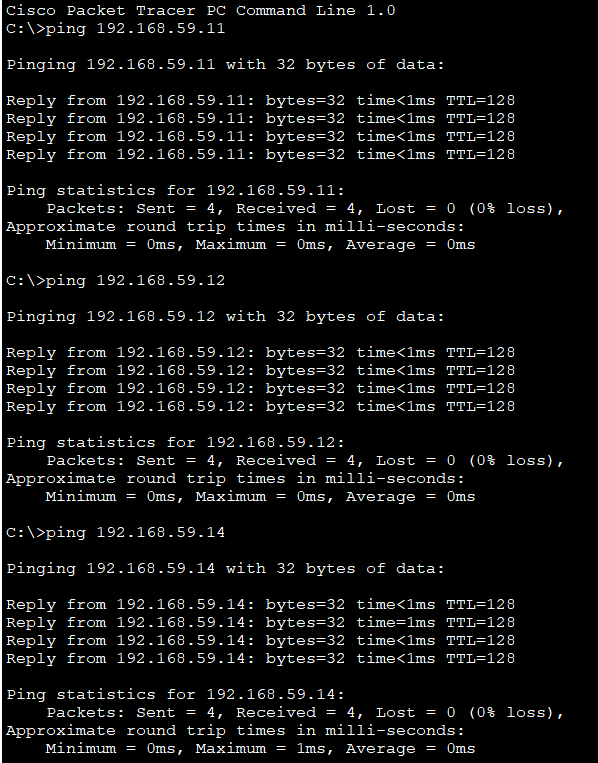 Cisco Packet Tracer PC Command Line 1.0
C:\>ping 192.168.59.11
Pinging 192.168.59.11 with 32 bytes of data:
Reply from 192.168.59.11: bytes=32 time<1ms TTL=128
Reply from 192.168.59.11: bytes=32 time<1ms TTL=128
Reply from 192.168.59.11: bytes=32 time<1ms TTL=128
Reply from 192.168.59.11: bytes=32 time<1ms TTL=128
Ping statistics for 192.168.59.11:
    Packets: Sent = 4, Received = 4, Lost = 0 (0% loss),
Approximate round trip times in milli-seconds:
    Minimum = 0ms, Maximum = 0ms, Average = 0ms
C:\>ping 192.168.59.12
Pinging 192.168.59.12 with 32 bytes of data:
Reply from 192.168.59.12: bytes=32 time<1ms TTL=128
Reply from 192.168.59.12: bytes=32 time<1ms TTL=128
Reply from 192.168.59.12: bytes=32 time<1ms TTL=128
Reply from 192.168.59.12: bytes=32 time<1ms TTL=128
Ping statistics for 192.168.59.12:
    Packets: Sent = 4, Received = 4, Lost = 0 (0% loss),
Approximate round trip times in milli-seconds:
    Minimum = 0ms, Maximum = 0ms, Average = 0ms
C:\>ping 192.168.59.14
Pinging 192.168.59.14 with 32 bytes of data:
Reply from 192.168.59.14: bytes=32 time<1ms TTL=128
Reply from 192.168.59.14: bytes=32 time=1ms TTL=128
Reply from 192.168.59.14: bytes=32 time<1ms TTL=128
Reply from 192.168.59.14: bytes=32 time<1ms TTL=128
Ping statistics for 192.168.59.14:
    Packets: Sent = 4, Received = 4, Lost = 0 (0% loss),
Approximate round trip times in milli-seconds:
    Minimum = 0ms, Maximum = 1ms, Average = 0ms